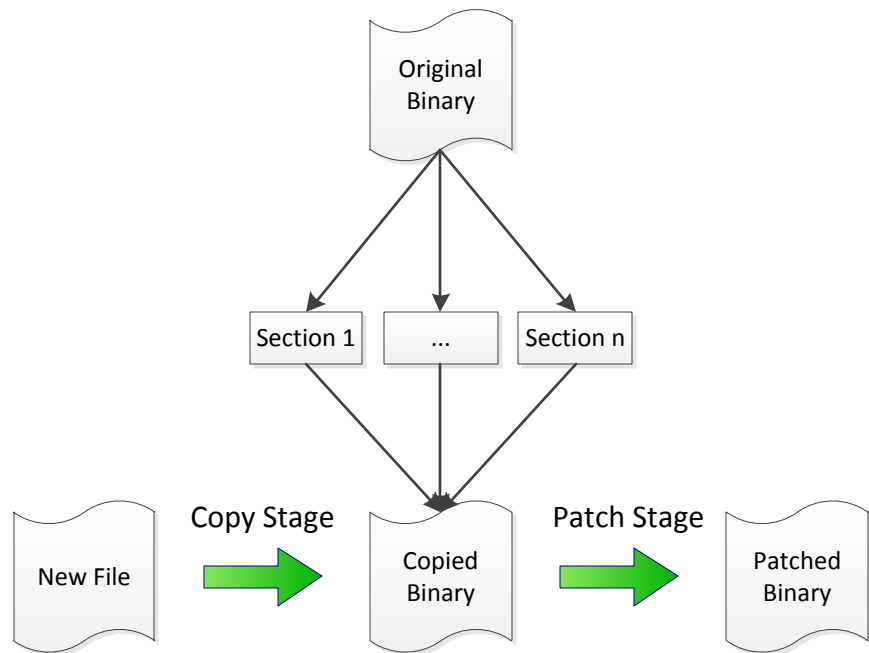 Original
Binary
Section 1
...
Section n
Copy Stage
Patch Stage
New File
Copied
Binary
Patched
Binary